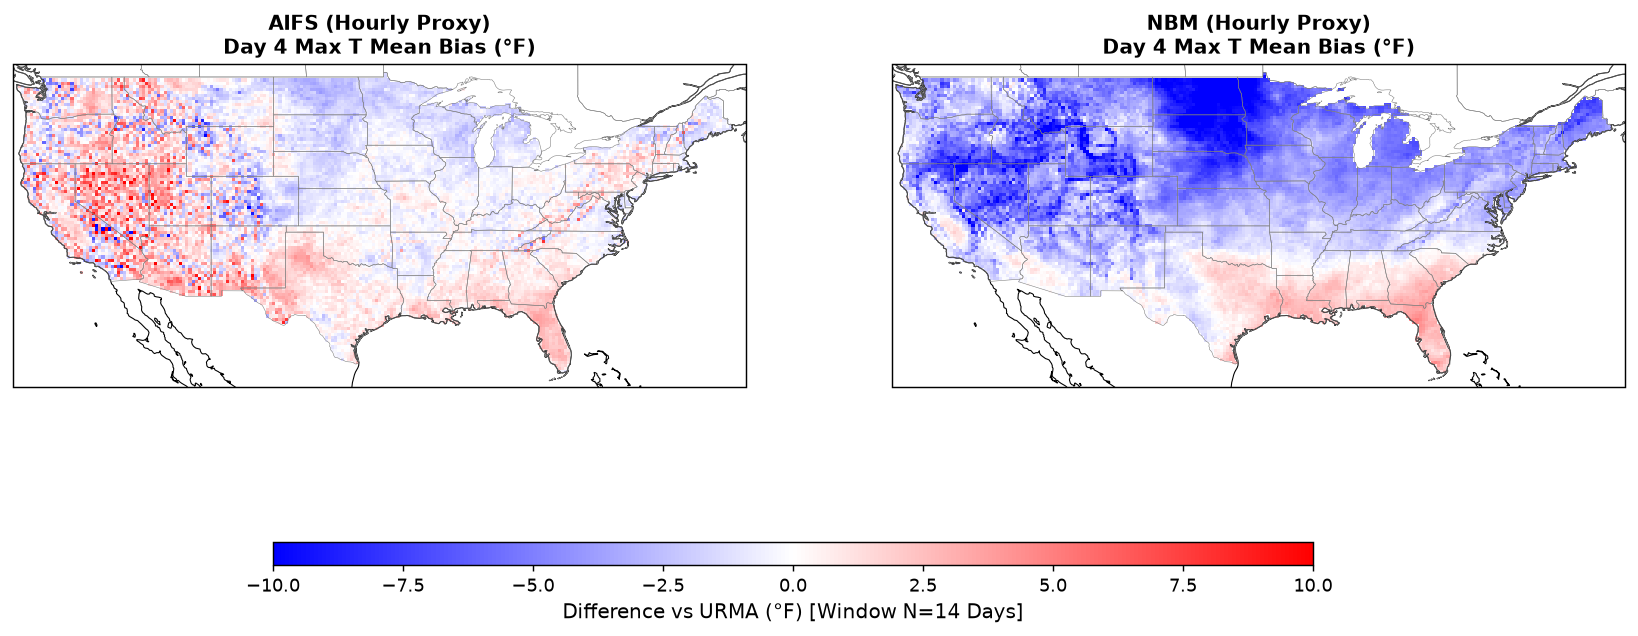 AIFS (Hourly Proxy)
Day 4 Max T Mean Bias (°F)
NBM (Hourly Proxy)
Day 4 Max T Mean Bias (°F)
−10.0 −7.5 −5.0 −2.5 0.0 2.5 5.0 7.5 10.0
Difference vs URMA (°F) [Window N=14 Days]